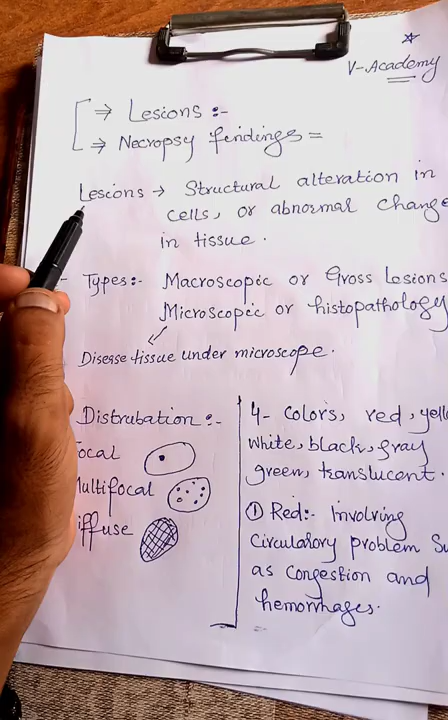 V-Academy
⇒ Lesions :-
⇒ Necropsy findings =
Lesions → Structural alteration in
cells, or abnormal change
in tissue.
Types:- Macroscopic or Gross Lesions
Microscopic or histopathology
Disease tissue under microscope.
Distrubation :-
focal
Multifocal
iffuse
4- Colors, red, yell
white, black, gray
green, translucent.
① Red:- Involving
Circulatory problem Su
as congestion and
hemorrhages.